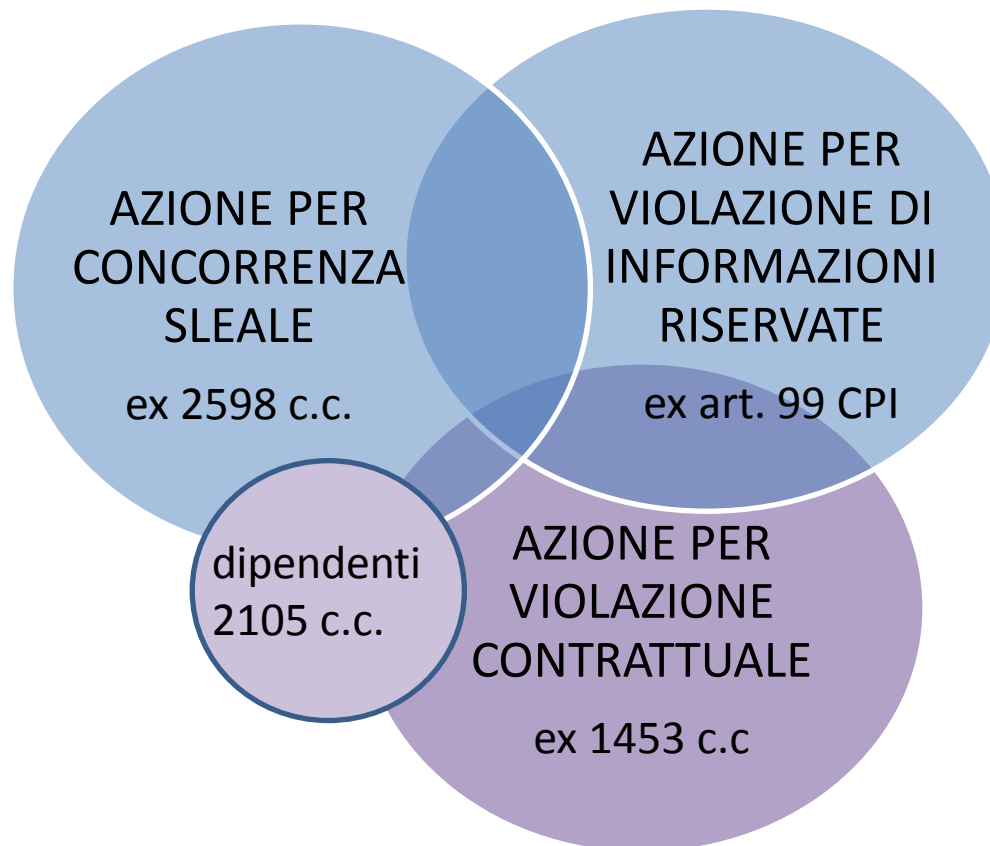 AZIONE PER
CONCORRENZA
SLEALE
ex 2598 c.c.
AZIONE PER
VIOLAZIONE DI
INFORMAZIONI
RISERVATE
ex art. 99 CPI
dipendenti
2105 c.c.
AZIONE PER
VIOLAZIONE
CONTRATTUALE
ex 1453 c.c